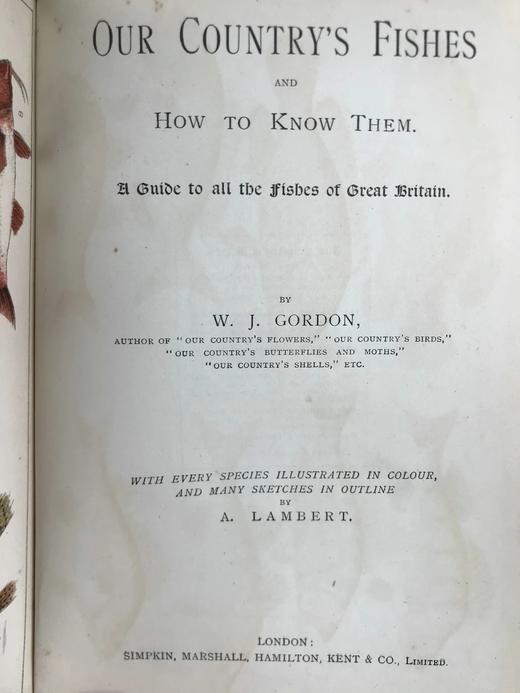 OUR COUNTRY'S FISHES
AND
HOW TO KNOW THEM.
A Guide to all the Fishes of Great Britain.
BY
W. J. GORDON,
AUTHOR OF "OUR COUNTRY'S FLOWERS," "OUR COUNTRY'S BIRDS,"
"OUR COUNTRY'S BUTTERFLIES AND MOTHS,"
"OUR COUNTRY'S SHELLS," ETC.
WITH EVERY SPECIES ILLUSTRATED IN COLOUR,
AND MANY SKETCHES IN OUTLINE
BY
A. LAMBERT.
LONDON:
SIMPKIN, MARSHALL, HAMILTON, KENT & CO., LIMITED.